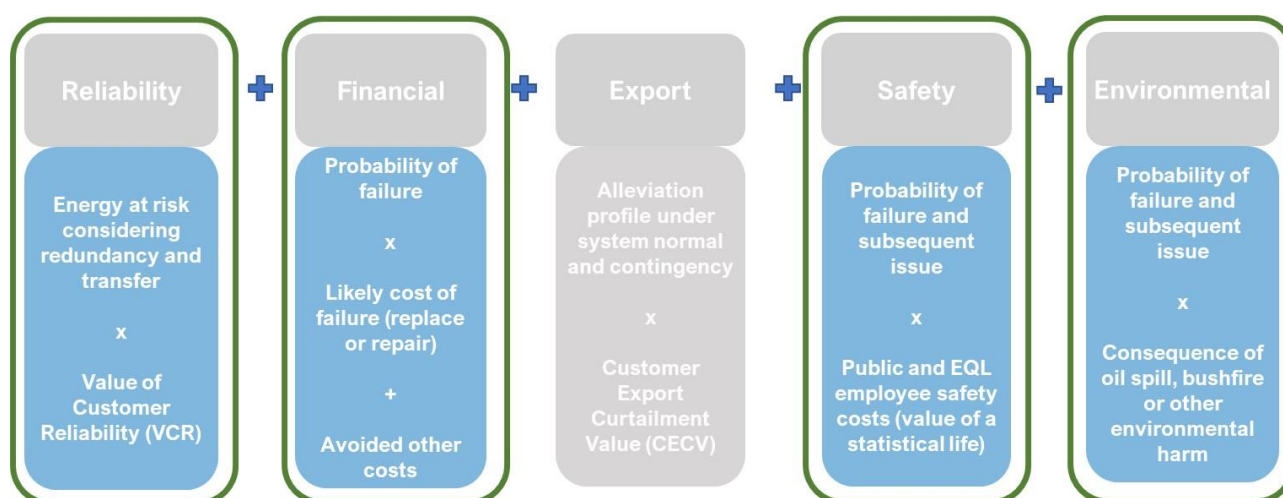 Reliability
Financial
Export
Safety
Environmental
Energy at risk
considering
redundancy and
transfer
x
Value of
Customer
Reliability (VCR)
Probability of
failure
x
Likely cost of
failure (replace
or repair)
+
Avoided other
costs
Alleviation
profile under
system normal
and contingency
x
Customer
Export
Curtailment
Value (CECV)
Probability of
failure and
subsequent
issue
x
Public and EQL
employee safety
costs (value of a
statistical life)
Probability of
failure and
subsequent
issue
x
Consequence of
oil spill, bushfire
or other
environmental
harm